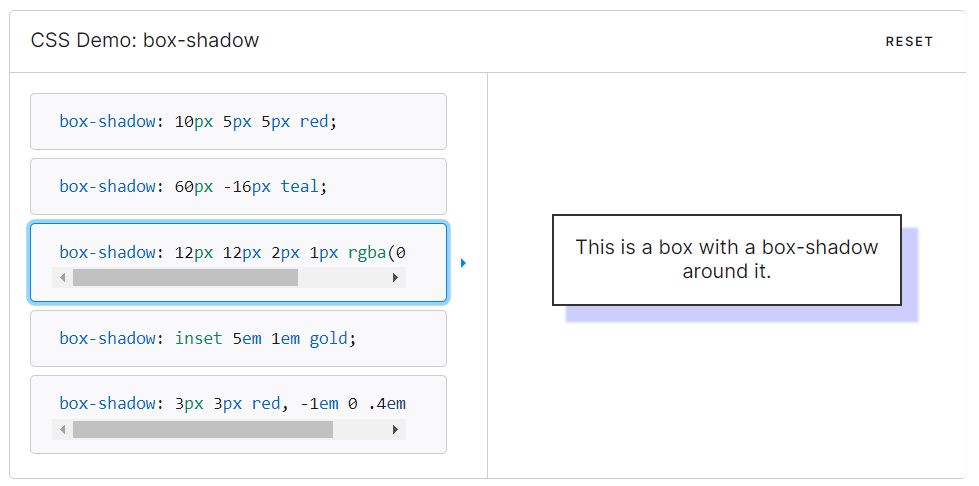 CSS Demo: box-shadow
RESET
box-shadow: 10px 5px 5px red;
box-shadow: 60px -16px teal;
box-shadow: 12px 12px 2px 1px rgba(0
box-shadow: inset 5em 1em gold;
box-shadow: 3px 3px red, -1em 0 .4em
This is a box with a box-shadow
around it.